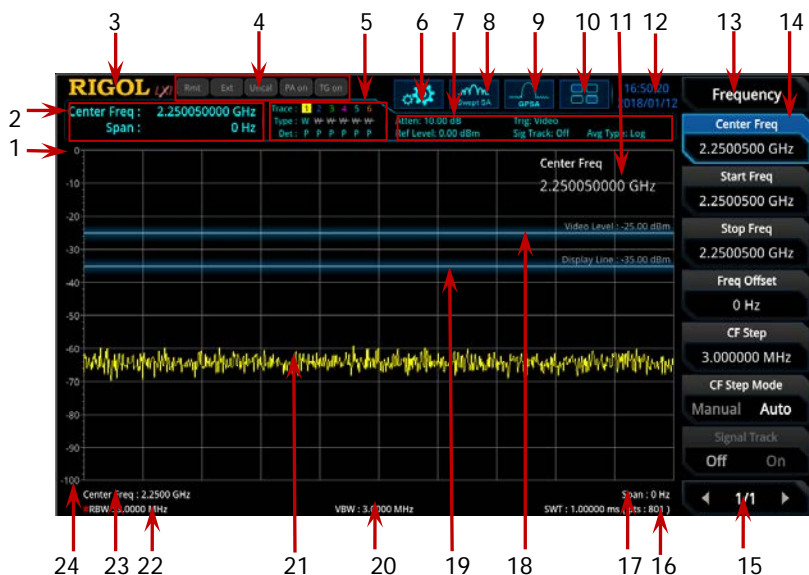 3 4 5 6 7 8 9 10 11 12 13 14
RIGOL LXI Rmt Ext Uncal PA on TG on
Swept SA GPSA
16:50:20
2018/01/12
2
Center Freq : 2.250050000 GHz
Span : 0 Hz
Trace : 1 2 3 4 5 6
Type : W W W W W W
Det : P P P P P P
Atten: 10.00 dB Trig: Video
Ref Level: 0.00 dBm Sig Track: Off Avg Type: Log
1
0
-10
-20
-30
-40
-50
-60
-70
-80
-90
-100
Center Freq
2.250050000 GHz
Video Level : -25.00 dBm
Display Line : -35.00 dBm
Frequency
Center Freq
2.2500500 GHz
Start Freq
2.2500500 GHz
Stop Freq
2.2500500 GHz
Freq Offset
0 Hz
CF Step
3.000000 MHz
CF Step Mode
Manual Auto
Signal Track
Off On
1/1
Center Freq : 2.2500 GHz Span : 0 Hz
0000 MHz VBW : 3. 000 MHz SWT : 1.00000 ms pts : 801 )
24 23 22 21 20 19 18 17 16 15